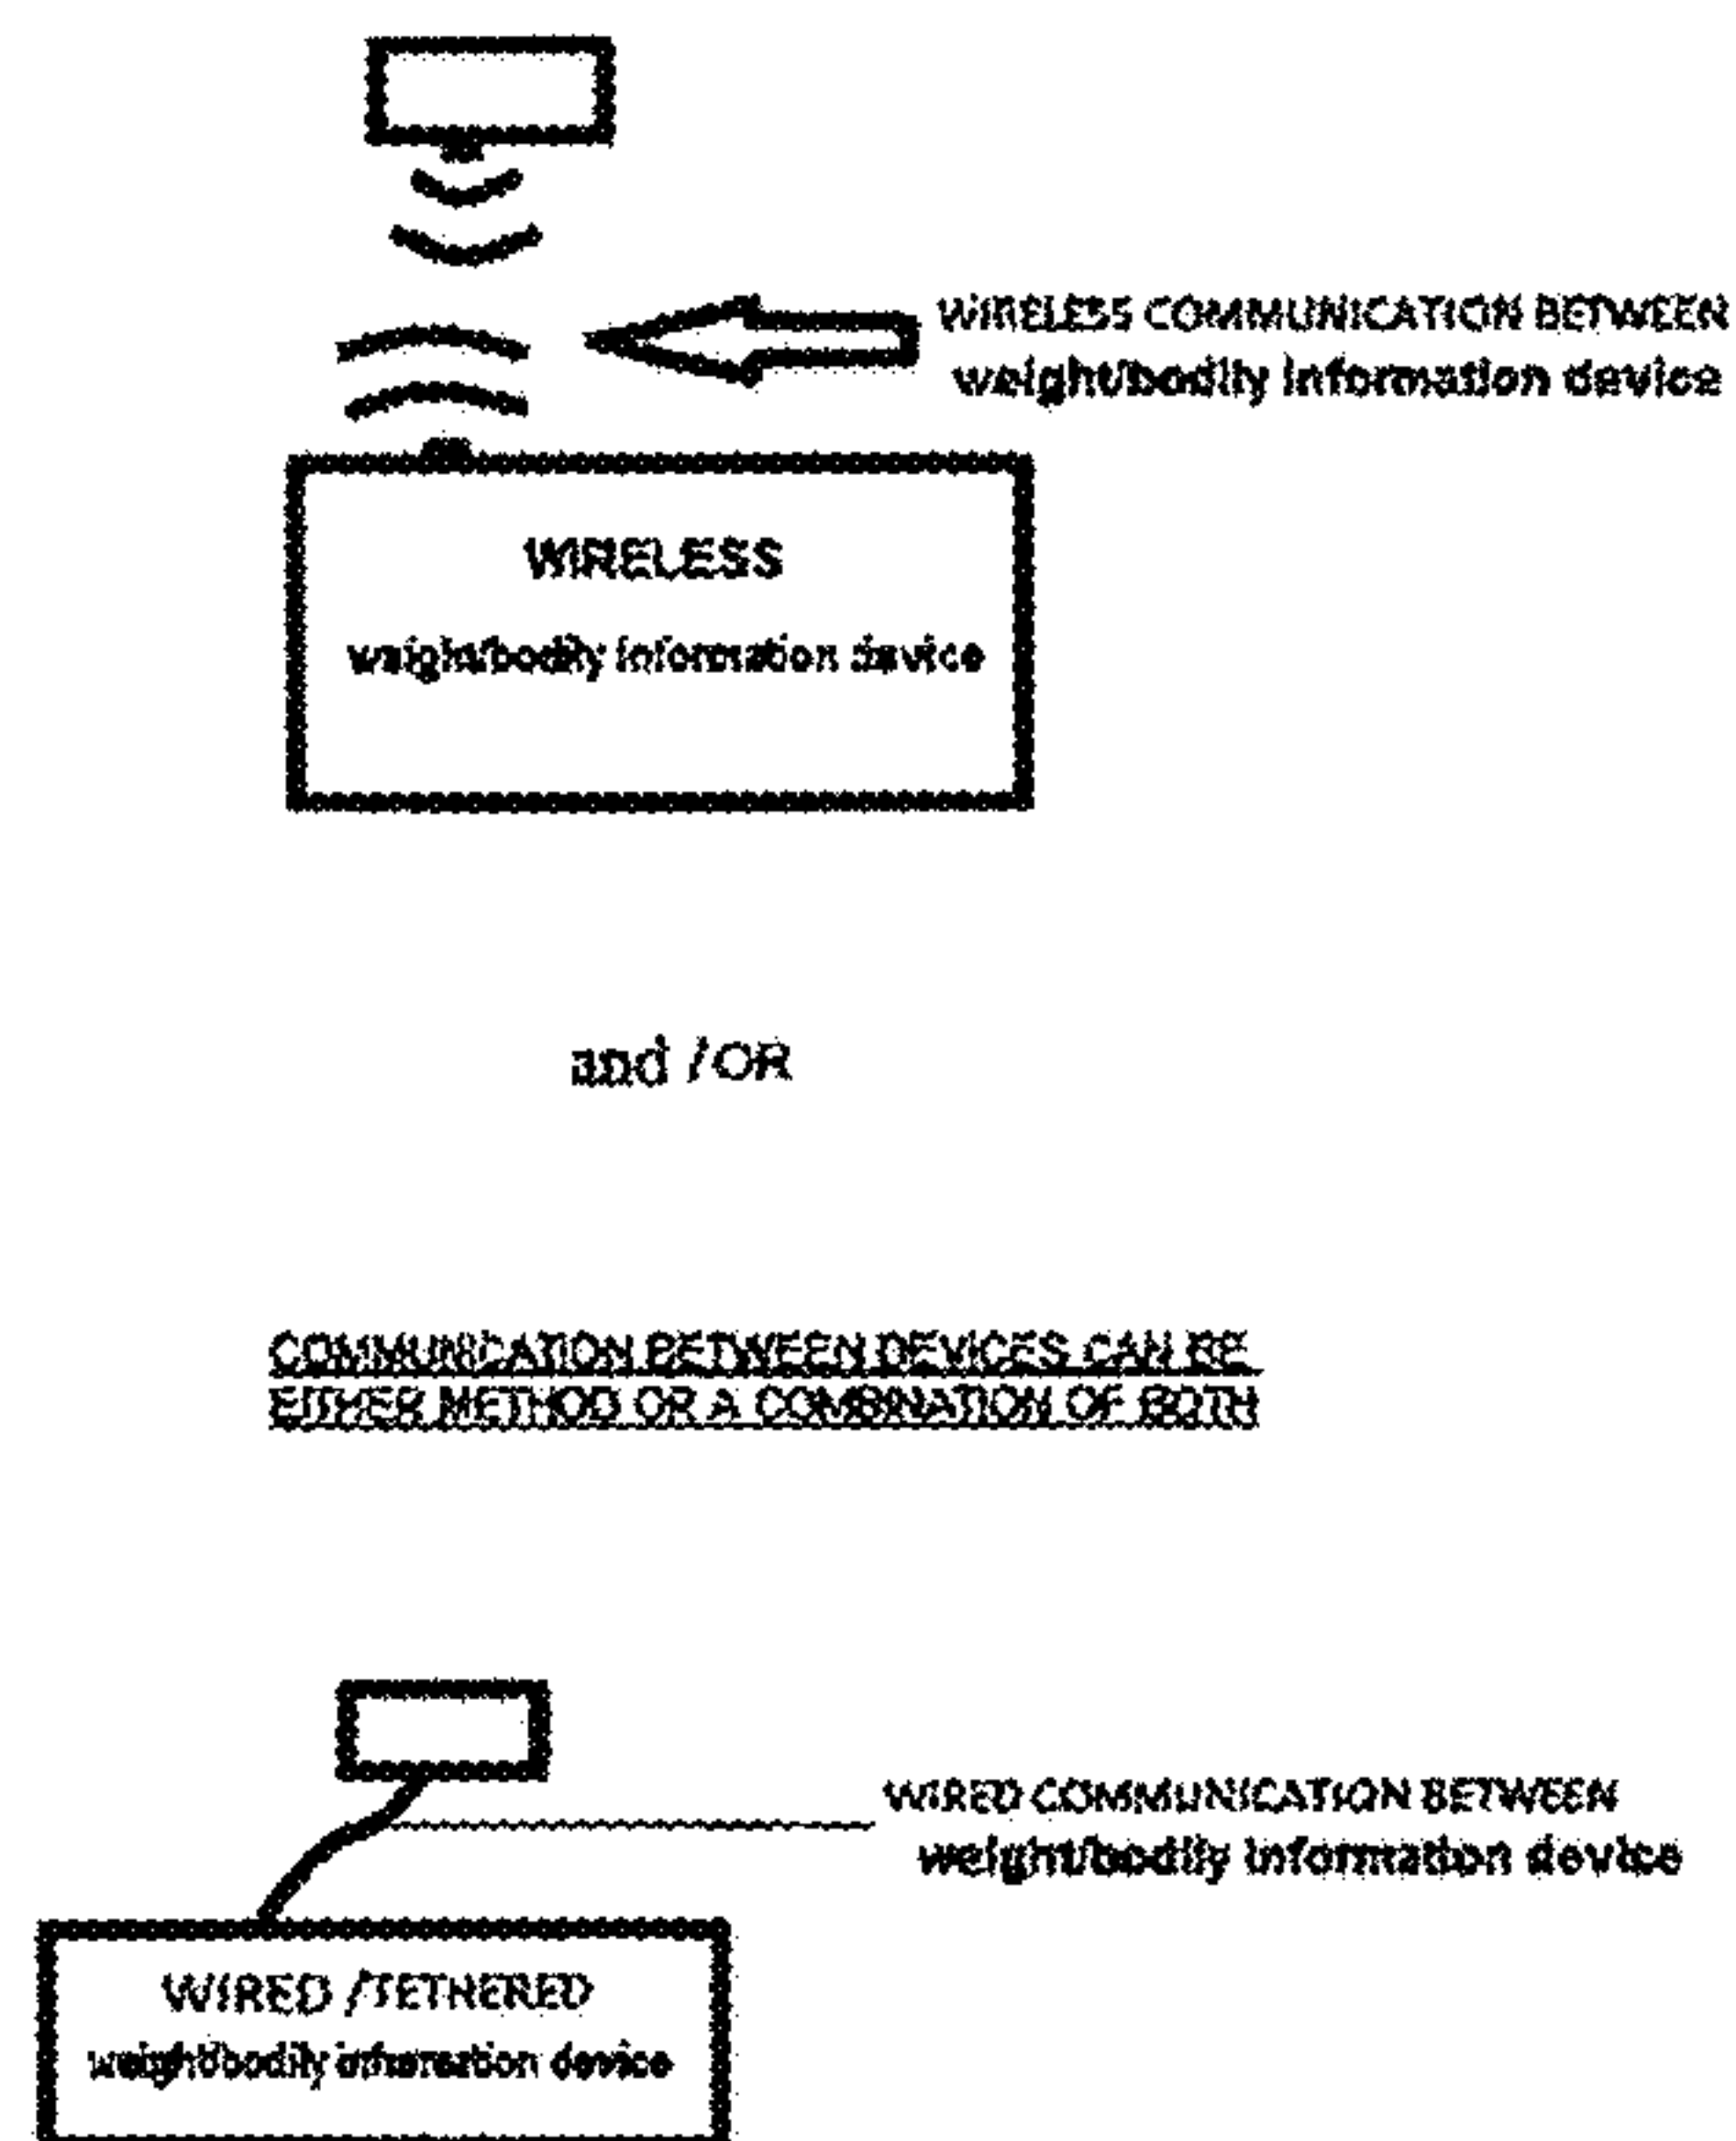 WIRELESS COMMUNICATION BETWEEN
weight/bodily information device
WIRELESS
weight/bodily information device
and / OR
COMMUNICATION BETWEEN DEVICES CAN BE
EITHER METHOD OR A COMBINATION OF BOTH
WIRED COMMUNICATION BETWEEN
weight/bodily information device
WIRED /TETHERED
weight/bodily information device